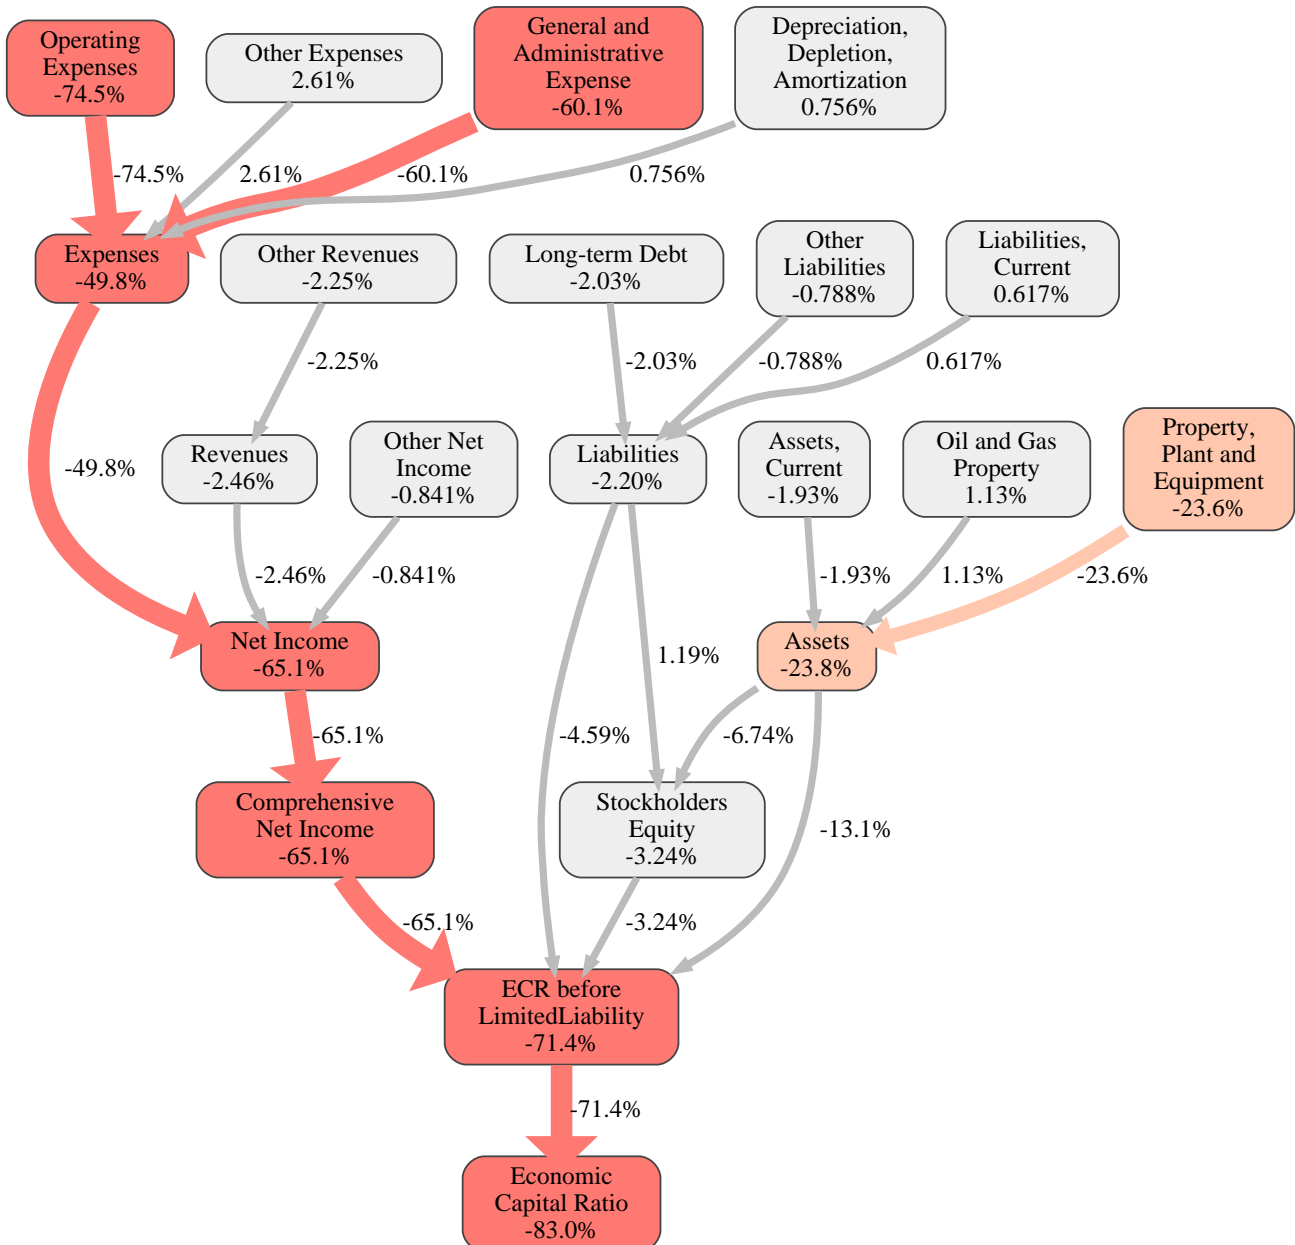 Operating
Expenses
-74.5%
Other Expenses
2.61%
General and
Administrative
Expense
-60.1%
Depreciation,
Depletion,
Amortization
0.756%
-74.5%
2.61%
-60.1%
0.756%
Expenses
-49.8%
Other Revenues
-2.25%
Long-term Debt
-2.03%
Other
Liabilities
-0.788%
Liabilities,
Current
0.617%
-2.25%
-2.03%
-0.788%
0.617%
-49.8%
Revenues
-2.46%
Other Net
Income
-0.841%
Liabilities
-2.20%
Assets,
Current
-1.93%
Oil and Gas
Property
1.13%
Property,
Plant and
Equipment
-23.6%
-2.46%
-0.841%
-1.93%
1.13%
-23.6%
Net Income
-65.1%
1.19%
Assets
-23.8%
-65.1%
-4.59%
-6.74%
Comprehensive
Net Income
-65.1%
Stockholders
Equity
-3.24%
-13.1%
-65.1%
-3.24%
ECR before
LimitedLiability
-71.4%
-71.4%
Economic
Capital Ratio
-83.0%